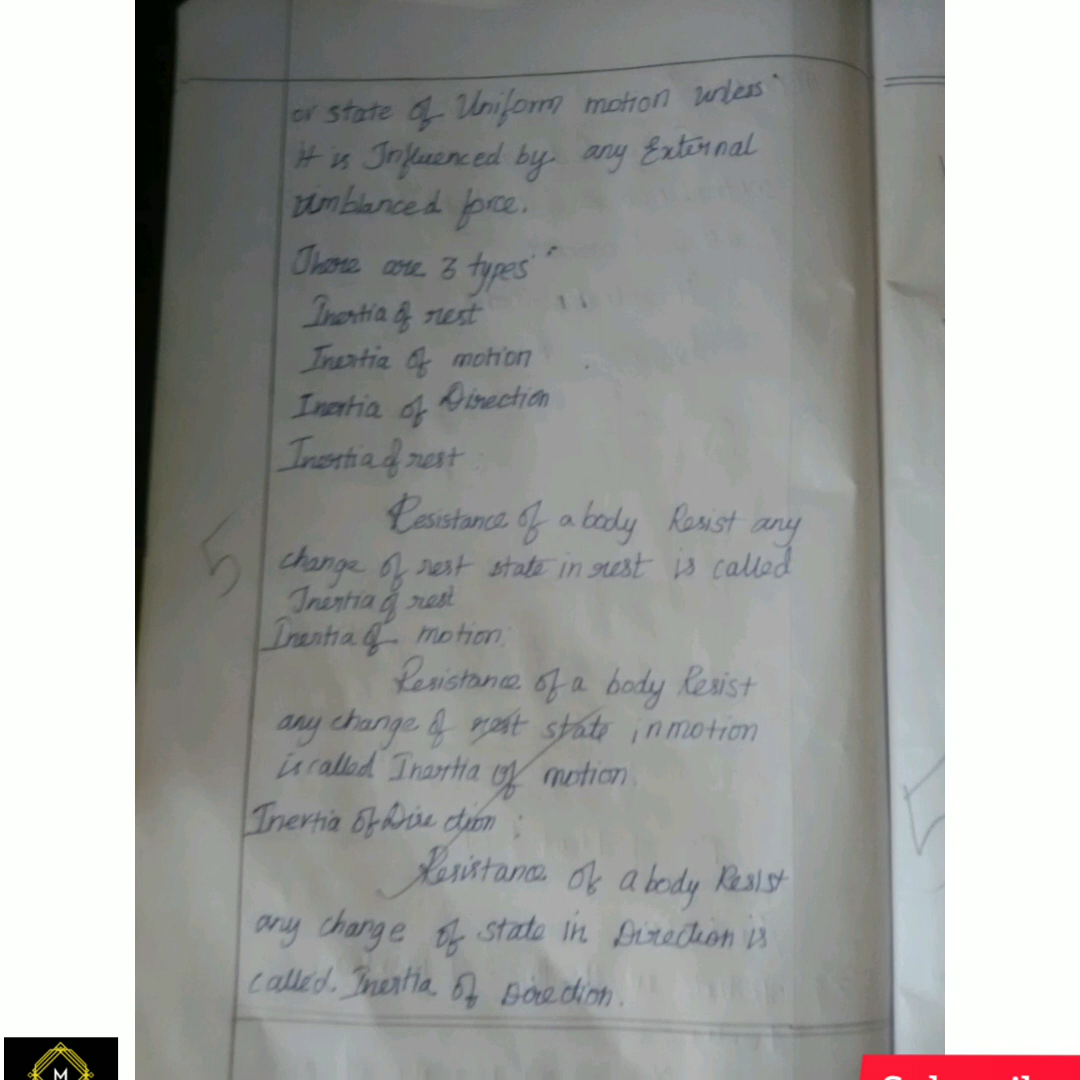 or state of Uniform motion unless
it is Influenced by any External
umblanced force.
There are 3 types
Inertia of rest
Inertia of motion
Inertia of Direction
Inertia of rest
Resistance of a body Resist any
change of rest state in rest is called
Inertia of rest
5
Inertia of motion:
Resistance of a body Resist
any change of rest state in motion
is called Inertia of motion.
Inertia of Direction :
Resistance of a body Resist
any change of state in Direction is
called. Inertia of Direction.
5
M